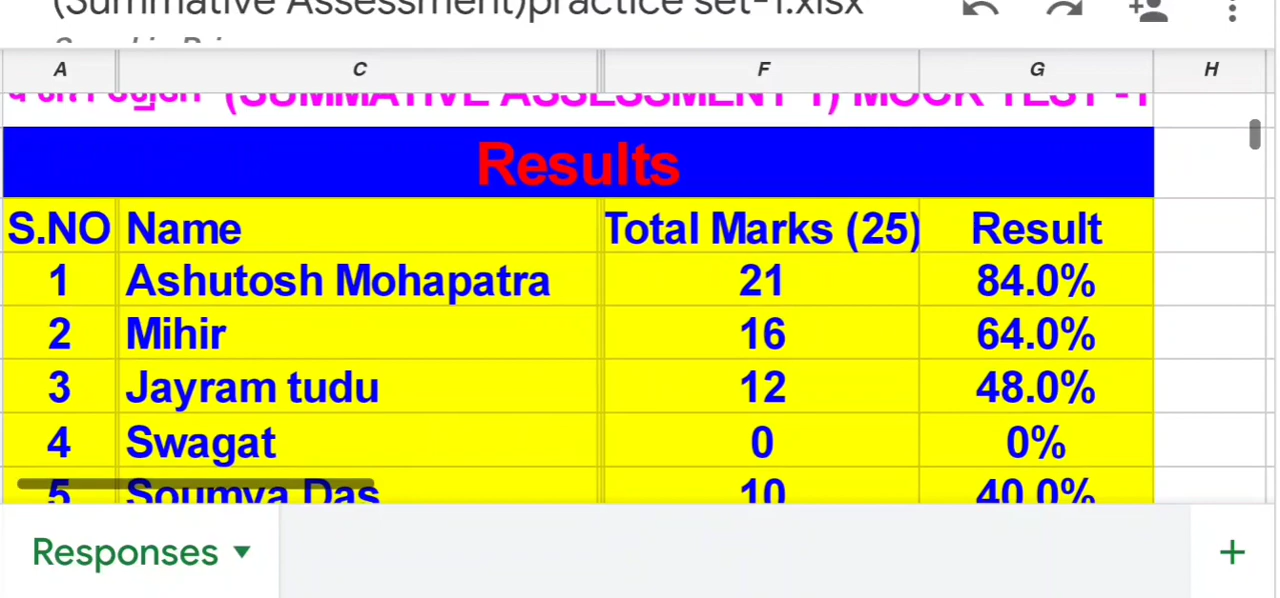 (Summative Assessment)practice set-1.xlsx
A C F G H
(SUMMATIVE ASSESSMENT 1) MOCK TEST -1
Results
S.NO Name Total Marks (25) Result
1 Ashutosh Mohapatra 21 84.0%
2 Mihir 16 64.0%
3 Jayram tudu 12 48.0%
4 Swagat 0 0%
5 Soumya Das 10 40.0%
Responses